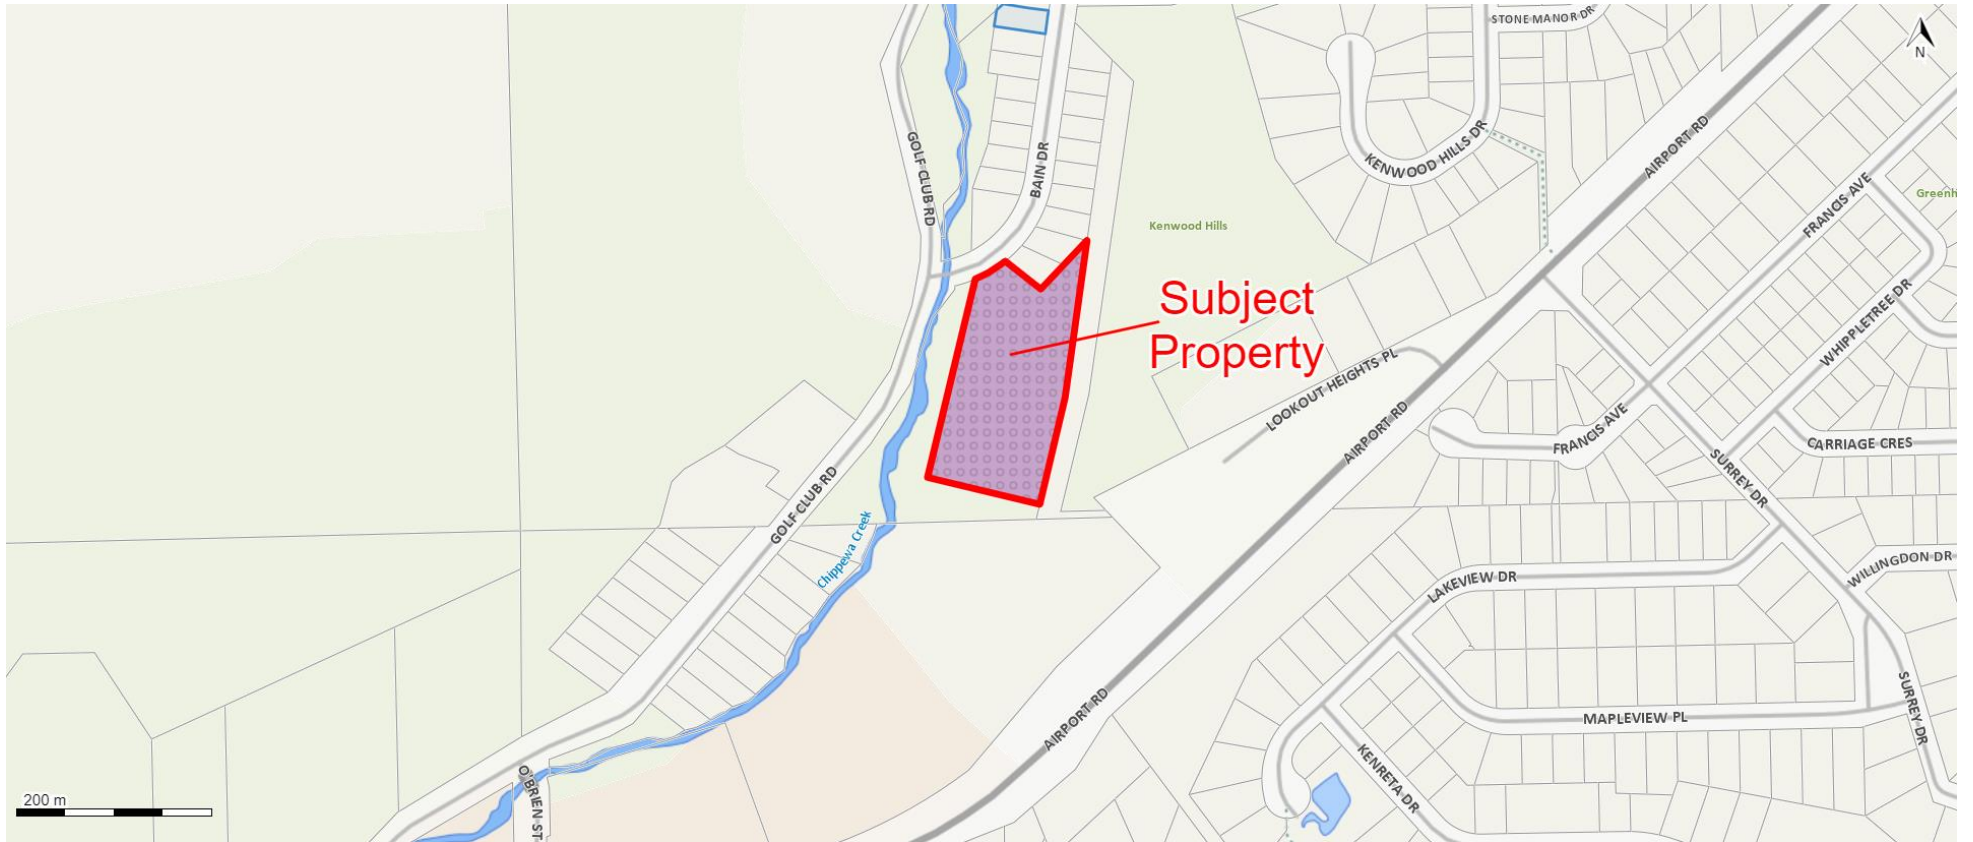 STONE MANOR DR
N
GOLF CLUB RD
BAIN DR
KENWOOD HILLS DR
AIRPORT RD
FRANCIS AVE
Greenh
Kenwood Hills
Subject
Property
WHIPPLETREE DR
LOOKOUT HEIGHTS PL
AIRPORT RD
FRANCIS AVE
CARRIAGE CRES
SURREY DR
GOLF CLUB RD
Chippewa Creek
LAKEVIEW DR
WILLINGDON DR
SURREY DR
MAPLEVIEW PL
AIRPORT RD
KENRETA DR
O'BRIEN ST
200 m